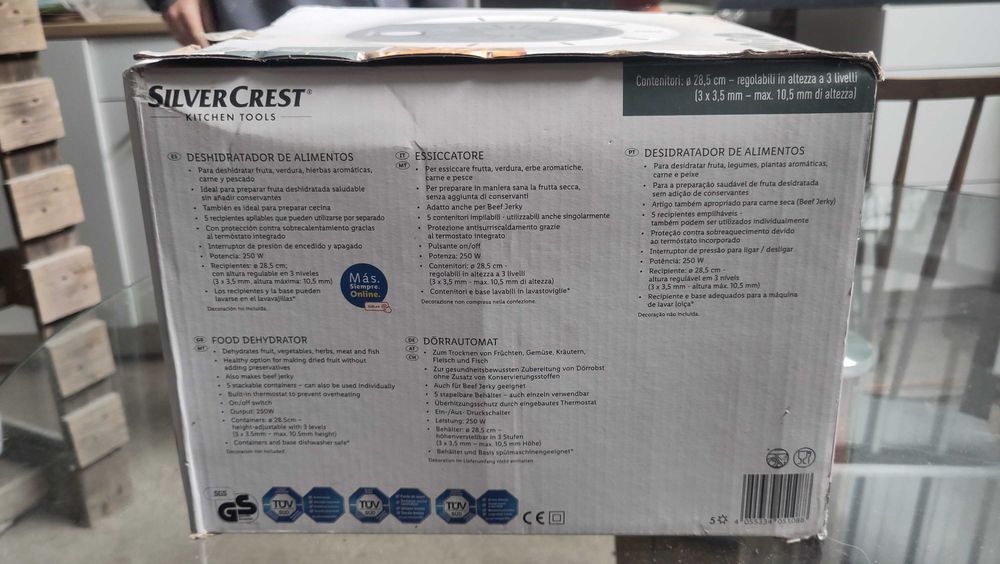 SILVERCREST®
KITCHEN TOOLS
Contenitori: ø 28,5 cm – regolabili in altezza a 3 livelli
(3 x 3,5 mm – max. 10,5 mm di altezza)
ES DESHIDRATADOR DE ALIMENTOS
• Para deshidratar fruta, verdura, hierbas aromáticas,
carne y pescado
• Ideal para preparar fruta deshidratada saludable
sin añadir conservantes
• También es ideal para preparar cecina
• 5 recipientes apilables que pueden utilizarse por separado
• Con protección contra sobrecalentamiento gracias
al termostato integrado
• Interruptor de presión de encedido y apagado
• Potencia: 250 W
• Recipientes: ø 28,5 cm;
con altura regulable en 3 niveles
(3 x 3,5 mm, altura máxima: 10,5 mm)
• Los recipientes y la base pueden
lavarse en el lavavajillas*
Decoración no incluida.
Más.
Siempre.
Online.
IT MT ESSICCATORE
• Per essiccare frutta, verdura, erbe aromatiche,
carne e pesce
• Per preparare in maniera sana la frutta secca,
senza aggiunta di conservanti
• Adatto anche per Beef Jerky
• 5 contenitori impilabili - utilizzabili anche singolarmente
• Protezione antisurriscaldamento grazie
al termostato integrato
• Pulsante on/off
• Potenza: 250 W
• Contenitori: ø 28,5 cm -
regolabili in altezza a 3 livelli
(3 x 3,5 mm - max. 10,5 mm di altezza)
• Contenitori e base lavabili in lavastoviglie*
Decorazione non compresa nella confezione.
PT DESIDRATADOR DE ALIMENTOS
• Para desidratar fruta, legumes, plantas aromáticas,
carne e peixe
• Para a preparação saudável de fruta desidratada
sem adição de conservantes
• Artigo também apropriado para carne seca (Beef Jerky)
• 5 recipientes empilháveis -
também podem ser utilizados individualmente
• Proteção contra sobreaquecimento devido
ao termóstato incorporado
• Interruptor de pressão para ligar / desligar
• Potência: 250 W
• Recipiente: ø 28,5 cm -
altura regulável em 3 níveis
(3 x 3,5 mm - altura máx. 10,5 mm)
• Recipiente e base adequados para a máquina
de lavar loiça*
Decoração não incluída.
GB MT FOOD DEHYDRATOR
• Dehydrates fruit, vegetables, herbs, meat and fish
• Healthy option for making dried fruit without
adding preservatives
• Also makes beef jerky
• 5 stackable containers – can also be used individually
• Built-in thermostat to prevent overheating
• On/off switch
• Output: 250W
• Containers: ø 28.5cm –
height-adjustable with 3 levels
(3 x 3.5mm – max. 10.5mm height)
• Containers and base dishwasher safe*
Decoration not included.
DE AT CH DÖRRAUTOMAT
• Zum Trocknen von Früchten, Gemüse, Kräutern,
Fleisch und Fisch
• Zur gesundheitsbewussten Zubereitung von Dörrobst
ohne Zusatz von Konservierungsstoffen
• Auch für Beef Jerky geeignet
• 5 stapelbare Behälter – auch einzeln verwendbar
• Überhitzungsschutz durch eingebautes Thermostat
• Ein-/Aus- Druckschalter
• Leistung: 250 W
• Behälter: ø 28,5 cm –
höhenverstellbar in 3 Stufen
(3 x 3,5 mm – max. 10,5 mm Höhe)
• Behälter und Basis spülmaschinengeeignet*
Dekoration im Lieferumfang nicht enthalten.
SGS
GS
TÜV
SÜD
TÜV
SÜD
TÜV
SÜD
CE
5
4 055334 051088